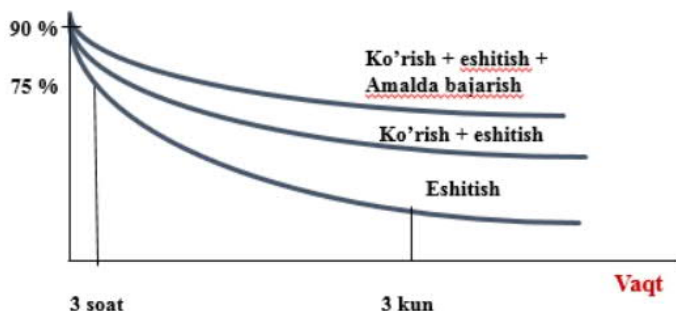 90 %
75 %
Ko’rish + eshitish +
Amalda bajarish
Ko’rish + eshitish
Eshitish
Vaqt
3 soat
3 kun